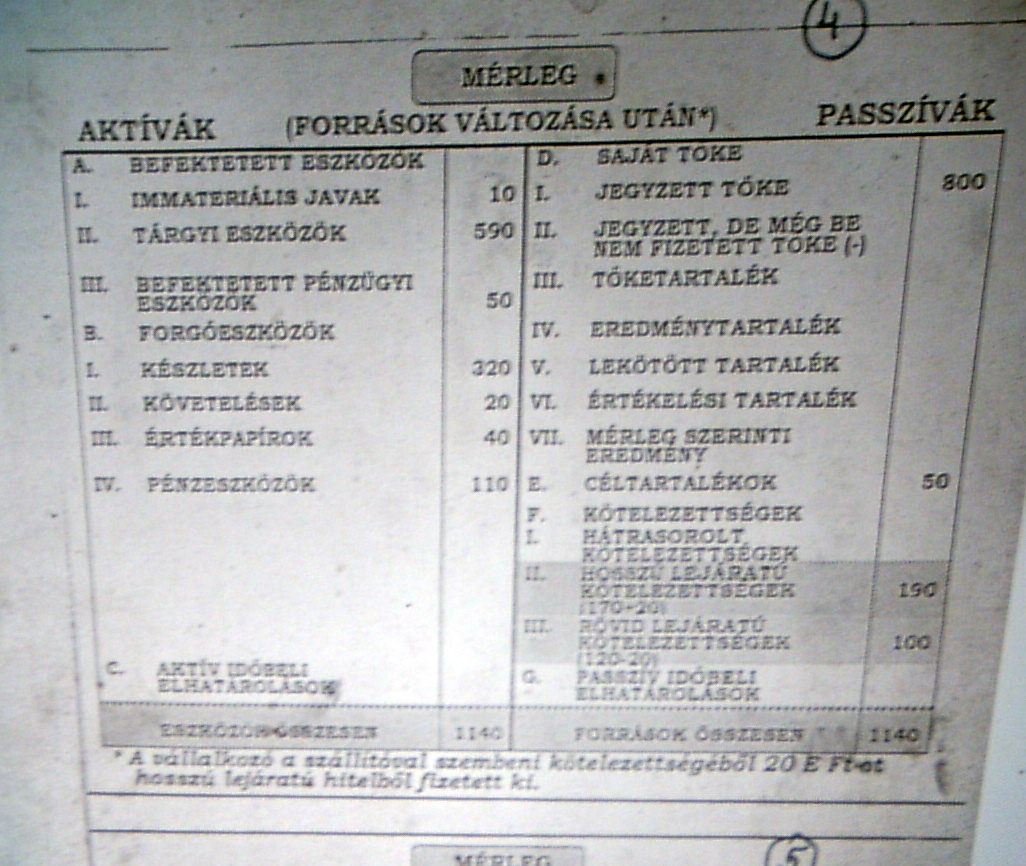 4
MÉRLEG
AKTÍVÁK (FORRÁSOK VÁLTOZÁSA UTÁN*) PASSZÍVÁK
A. BEFEKTETETT ESZKÖZÖK D. SAJÁT TŐKE
I. IMMATERIÁLIS JAVAK 10 I. JEGYZETT TŐKE 800
II. TÁRGYI ESZKÖZÖK 590 II. JEGYZETT, DE MÉG BE
NEM FIZETETT TŐKE (-)
III. BEFEKTETETT PÉNZÜGYI III. TŐKETARTALÉK
ESZKÖZÖK 50
B. FORGÓESZKÖZÖK IV. EREDMÉNYTARTALÉK
I. KÉSZLETEK 320 V. LEKÖTÖTT TARTALÉK
II. KÖVETELÉSEK 20 VI. ÉRTÉKELÉSI TARTALÉK
III. ÉRTÉKPAPÍROK 40 VII. MÉRLEG SZERINTI
EREDMÉNY
IV. PÉNZESZKÖZÖK 110 E. CÉLTARTALÉKOK 50
F. KÖTELEZETTSÉGEK
I. HÁTRASOROLT
KÖTELEZETTSÉGEK
II. HOSSZÚ LEJÁRATÚ
KÖTELEZETTSÉGEK 190
(170+20)
III. RÖVID LEJÁRATÚ
KÖTELEZETTSÉGEK 100
(120-20)
C. AKTÍV IDŐBELI G. PASSZÍV IDŐBELI
ELHATÁROLÁSOK ELHATÁROLÁSOK
ESZKÖZÖK ÖSSZESEN 1140 FORRÁSOK ÖSSZESEN 1140
* A vállalkozó a szállítóval szembeni kötelezettségéből 20 E Ft-ot
hosszú lejáratú hitelből fizetett ki.
5
MÉRLEG